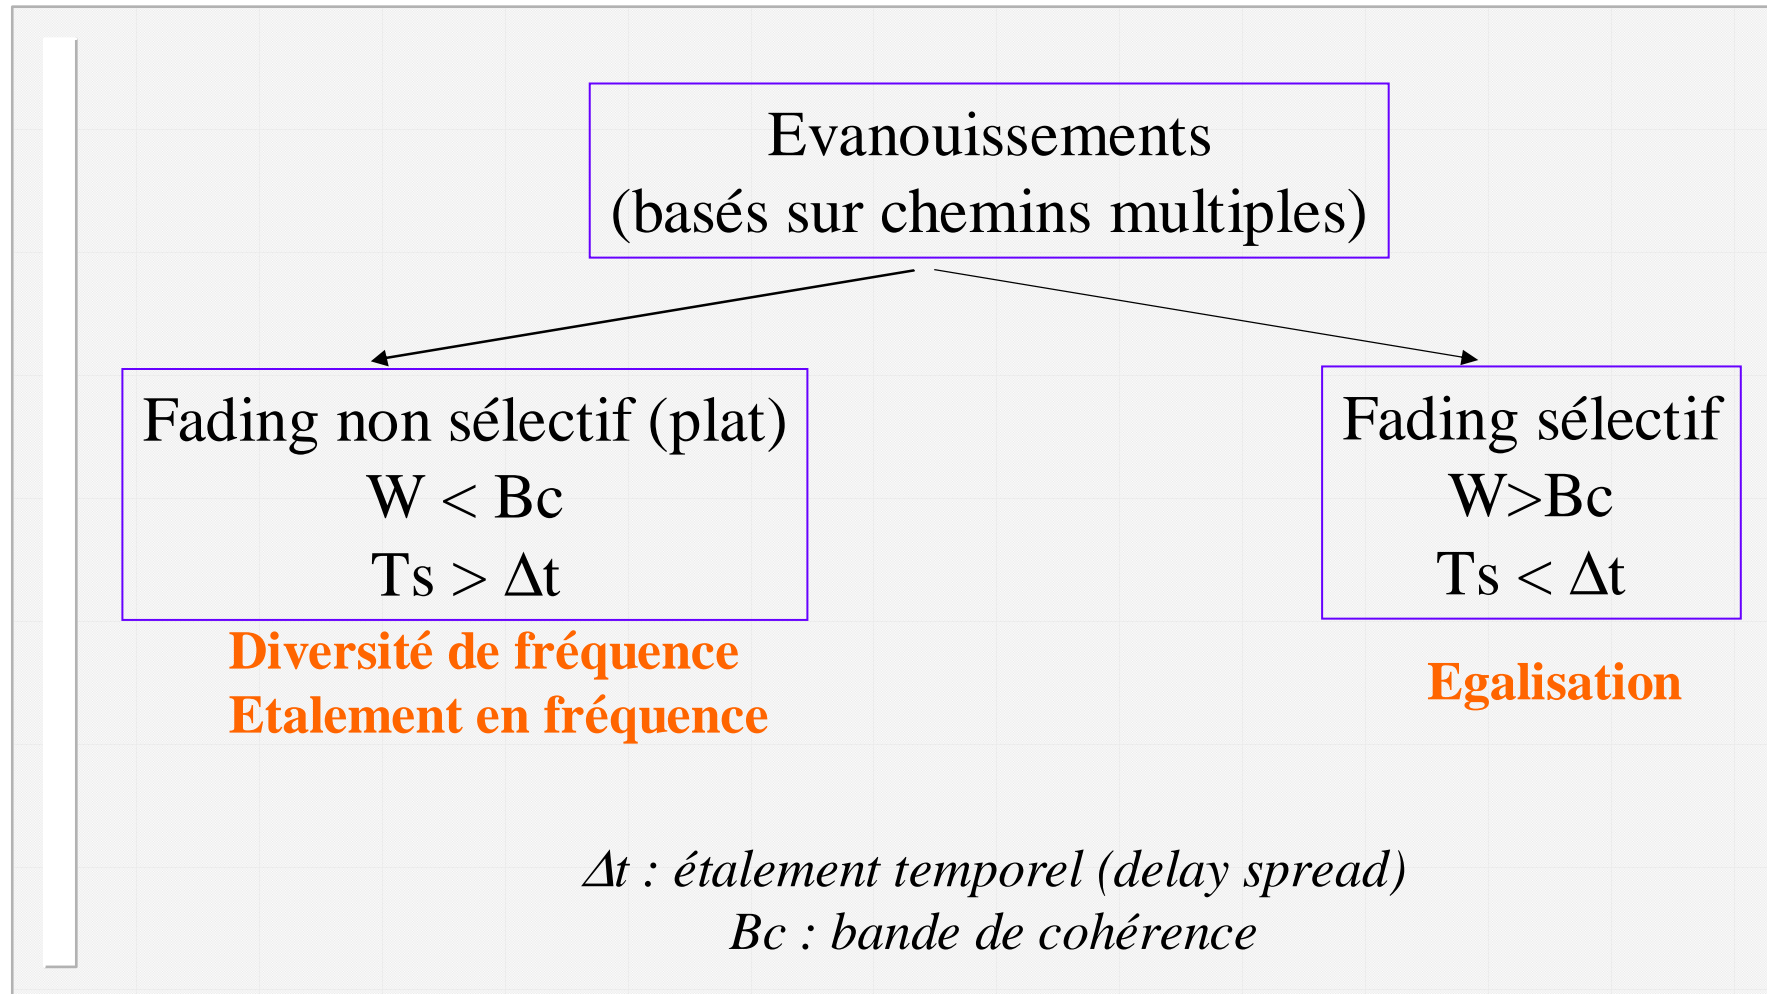 Evanouissements
(basés sur chemins multiples)
Fading non sélectif (plat)
W < Bc
Ts > Δt
Diversité de fréquence
Etalement en fréquence
Fading sélectif
W>Bc
Ts < Δt
Egalisation
Δt : étalement temporel (delay spread)
Bc : bande de cohérence